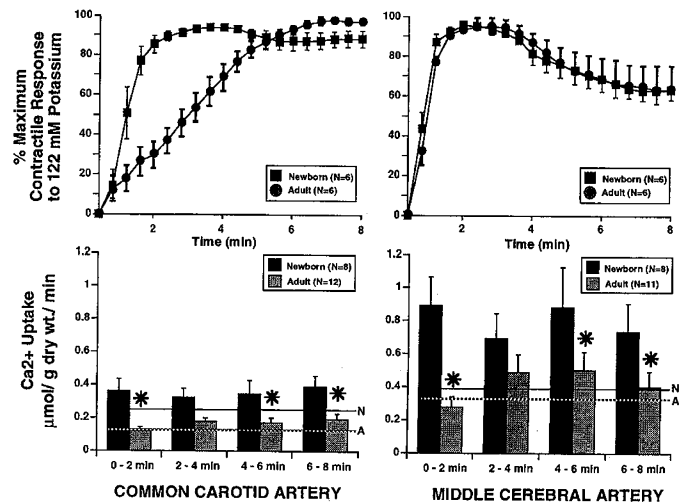 % Maximum
Contractile Response
to 122 mM Potassium
100
80
60
40
20
0
Newborn (N=6)
Adult (N=6)
2
4
6
8
Time (min)
100
80
60
40
20
0
Newborn (N=6)
Adult (N=6)
2
4
6
8
Time (min)
Ca2+ Uptake
µmol/ g dry wt./ min
1.2
1
0.8
0.6
0.4
0.2
0
Newborn (N=8)
Adult (N=12)
*
*
*
N
A
0 - 2 min
2 - 4 min
4 - 6 min
6 - 8 min
COMMON CAROTID ARTERY
1.2
1
0.8
0.6
0.4
0.2
0
Newborn (N=8)
Adult (N=11)
*
*
*
N
A
0 - 2 min
2 - 4 min
4 - 6 min
6 - 8 min
MIDDLE CEREBRAL ARTERY